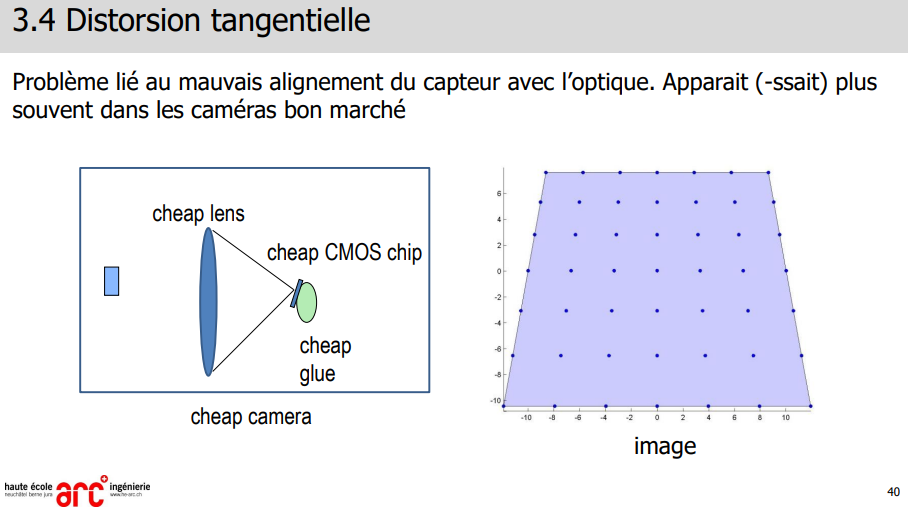 3.4 Distorsion tangentielle
Problème lié au mauvais alignement du capteur avec l’optique. Apparait (-ssait) plus
souvent dans les caméras bon marché
cheap lens
cheap CMOS chip
cheap
glue
cheap camera
6
4
2
0
-2
-4
-6
-8
-10
-10 -8 -6 -4 -2 0 2 4 6 8 10
image
haute école
neuchâtel berne jura
arc
ingénierie
www.he-arc.ch
40